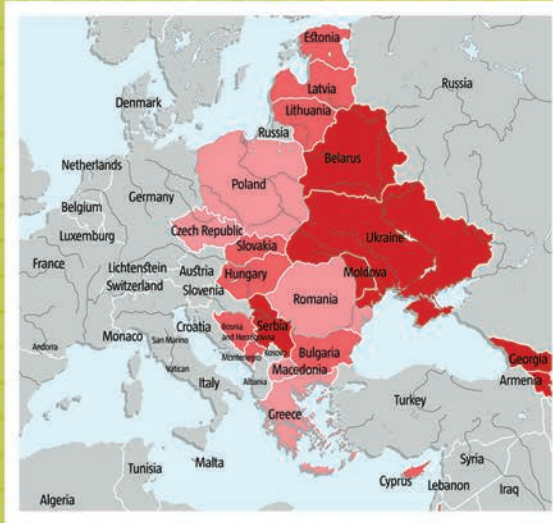 Estonia
Russia
Latvia
Denmark
Lithuania
Russia
Belarus
Netherlands
Poland
Germany
Belgium
Czech Republic
Ukraine
Luxemburg
Slovakia
France
Lichtenstein
Austria
Moldova
Switzerland
Hungary
Slovenia
Romania
Croatia
Bosnia
and Herzegovina
Serbia
Andorra
Monaco
San Marino
Kosovo
Bulgaria
Georgia
Montenegro
Vatican
Macedonia
Armenia
Italy
Albania
Turkey
Greece
Syria
Malta
Tunisia
Cyprus
Lebanon
Iraq
Algeria